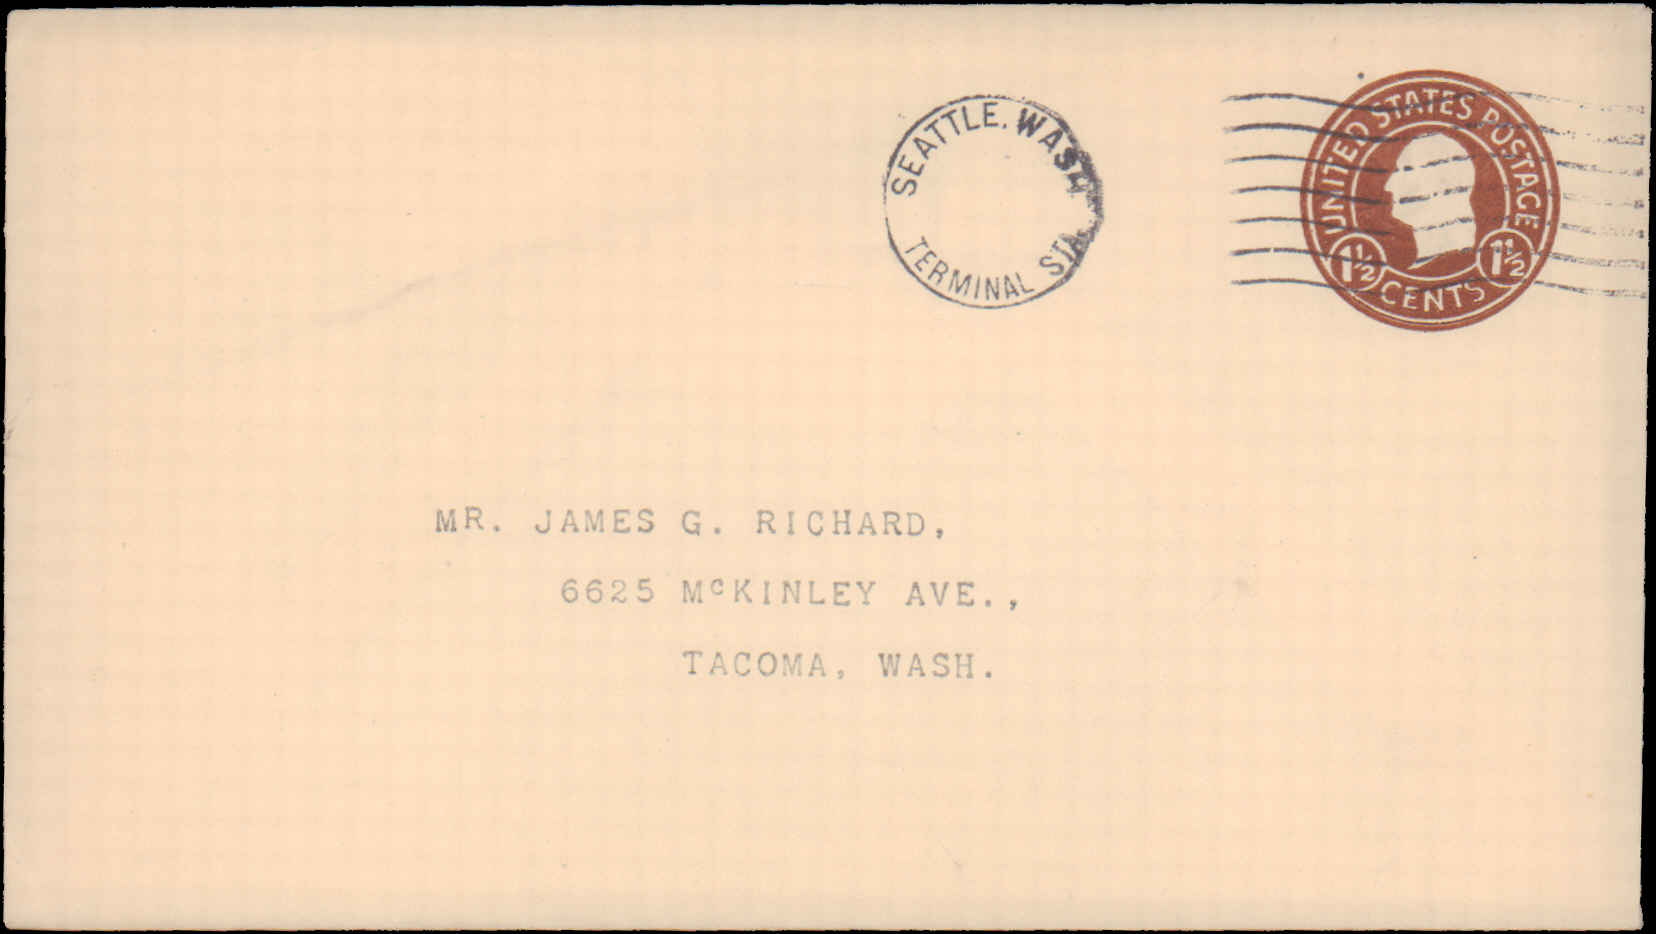 SEATTLE, WASH.
TERMINAL STA.
UNITED STATES POSTAGE
1½ 1½
CENTS
MR. JAMES G. RICHARD,
6625 McKINLEY AVE.,
TACOMA, WASH.